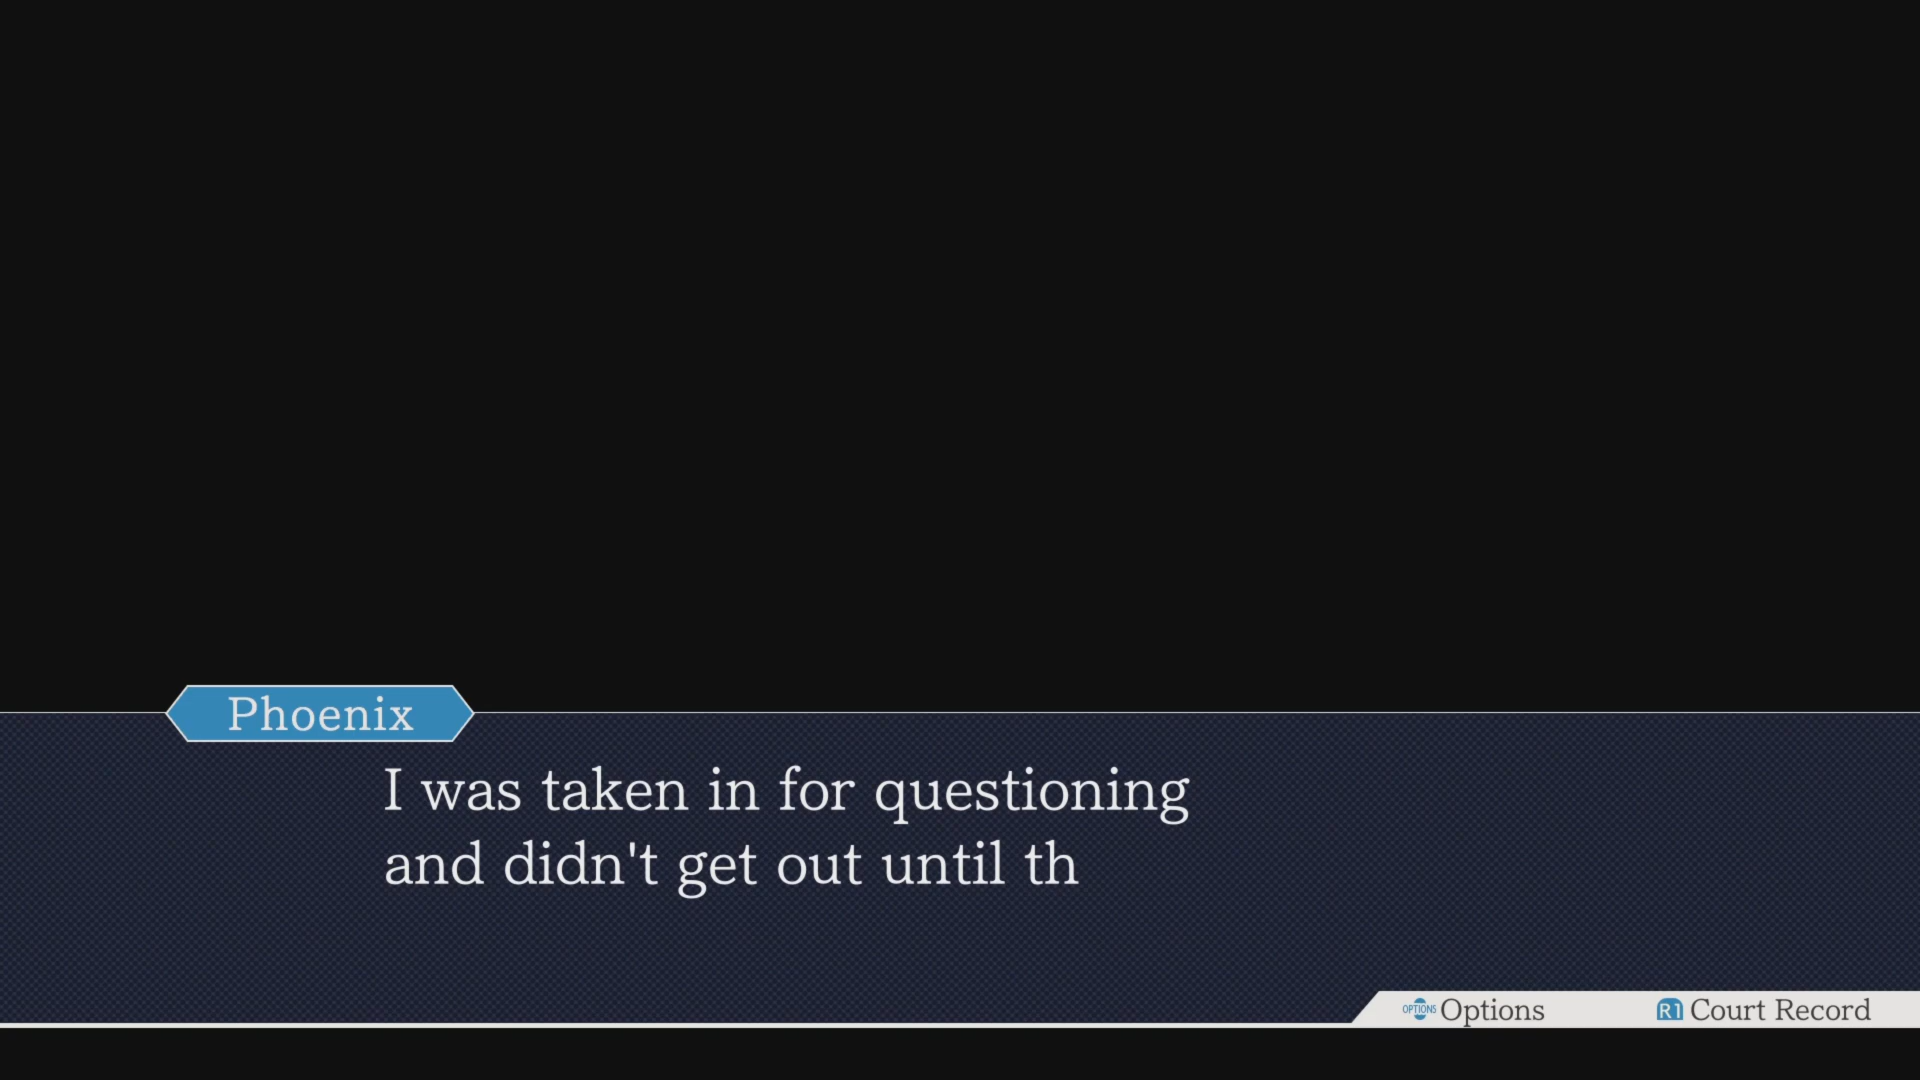 Phoenix
I was taken in for questioning
and didn't get out until th
OPTIONS Options R1 Court Record